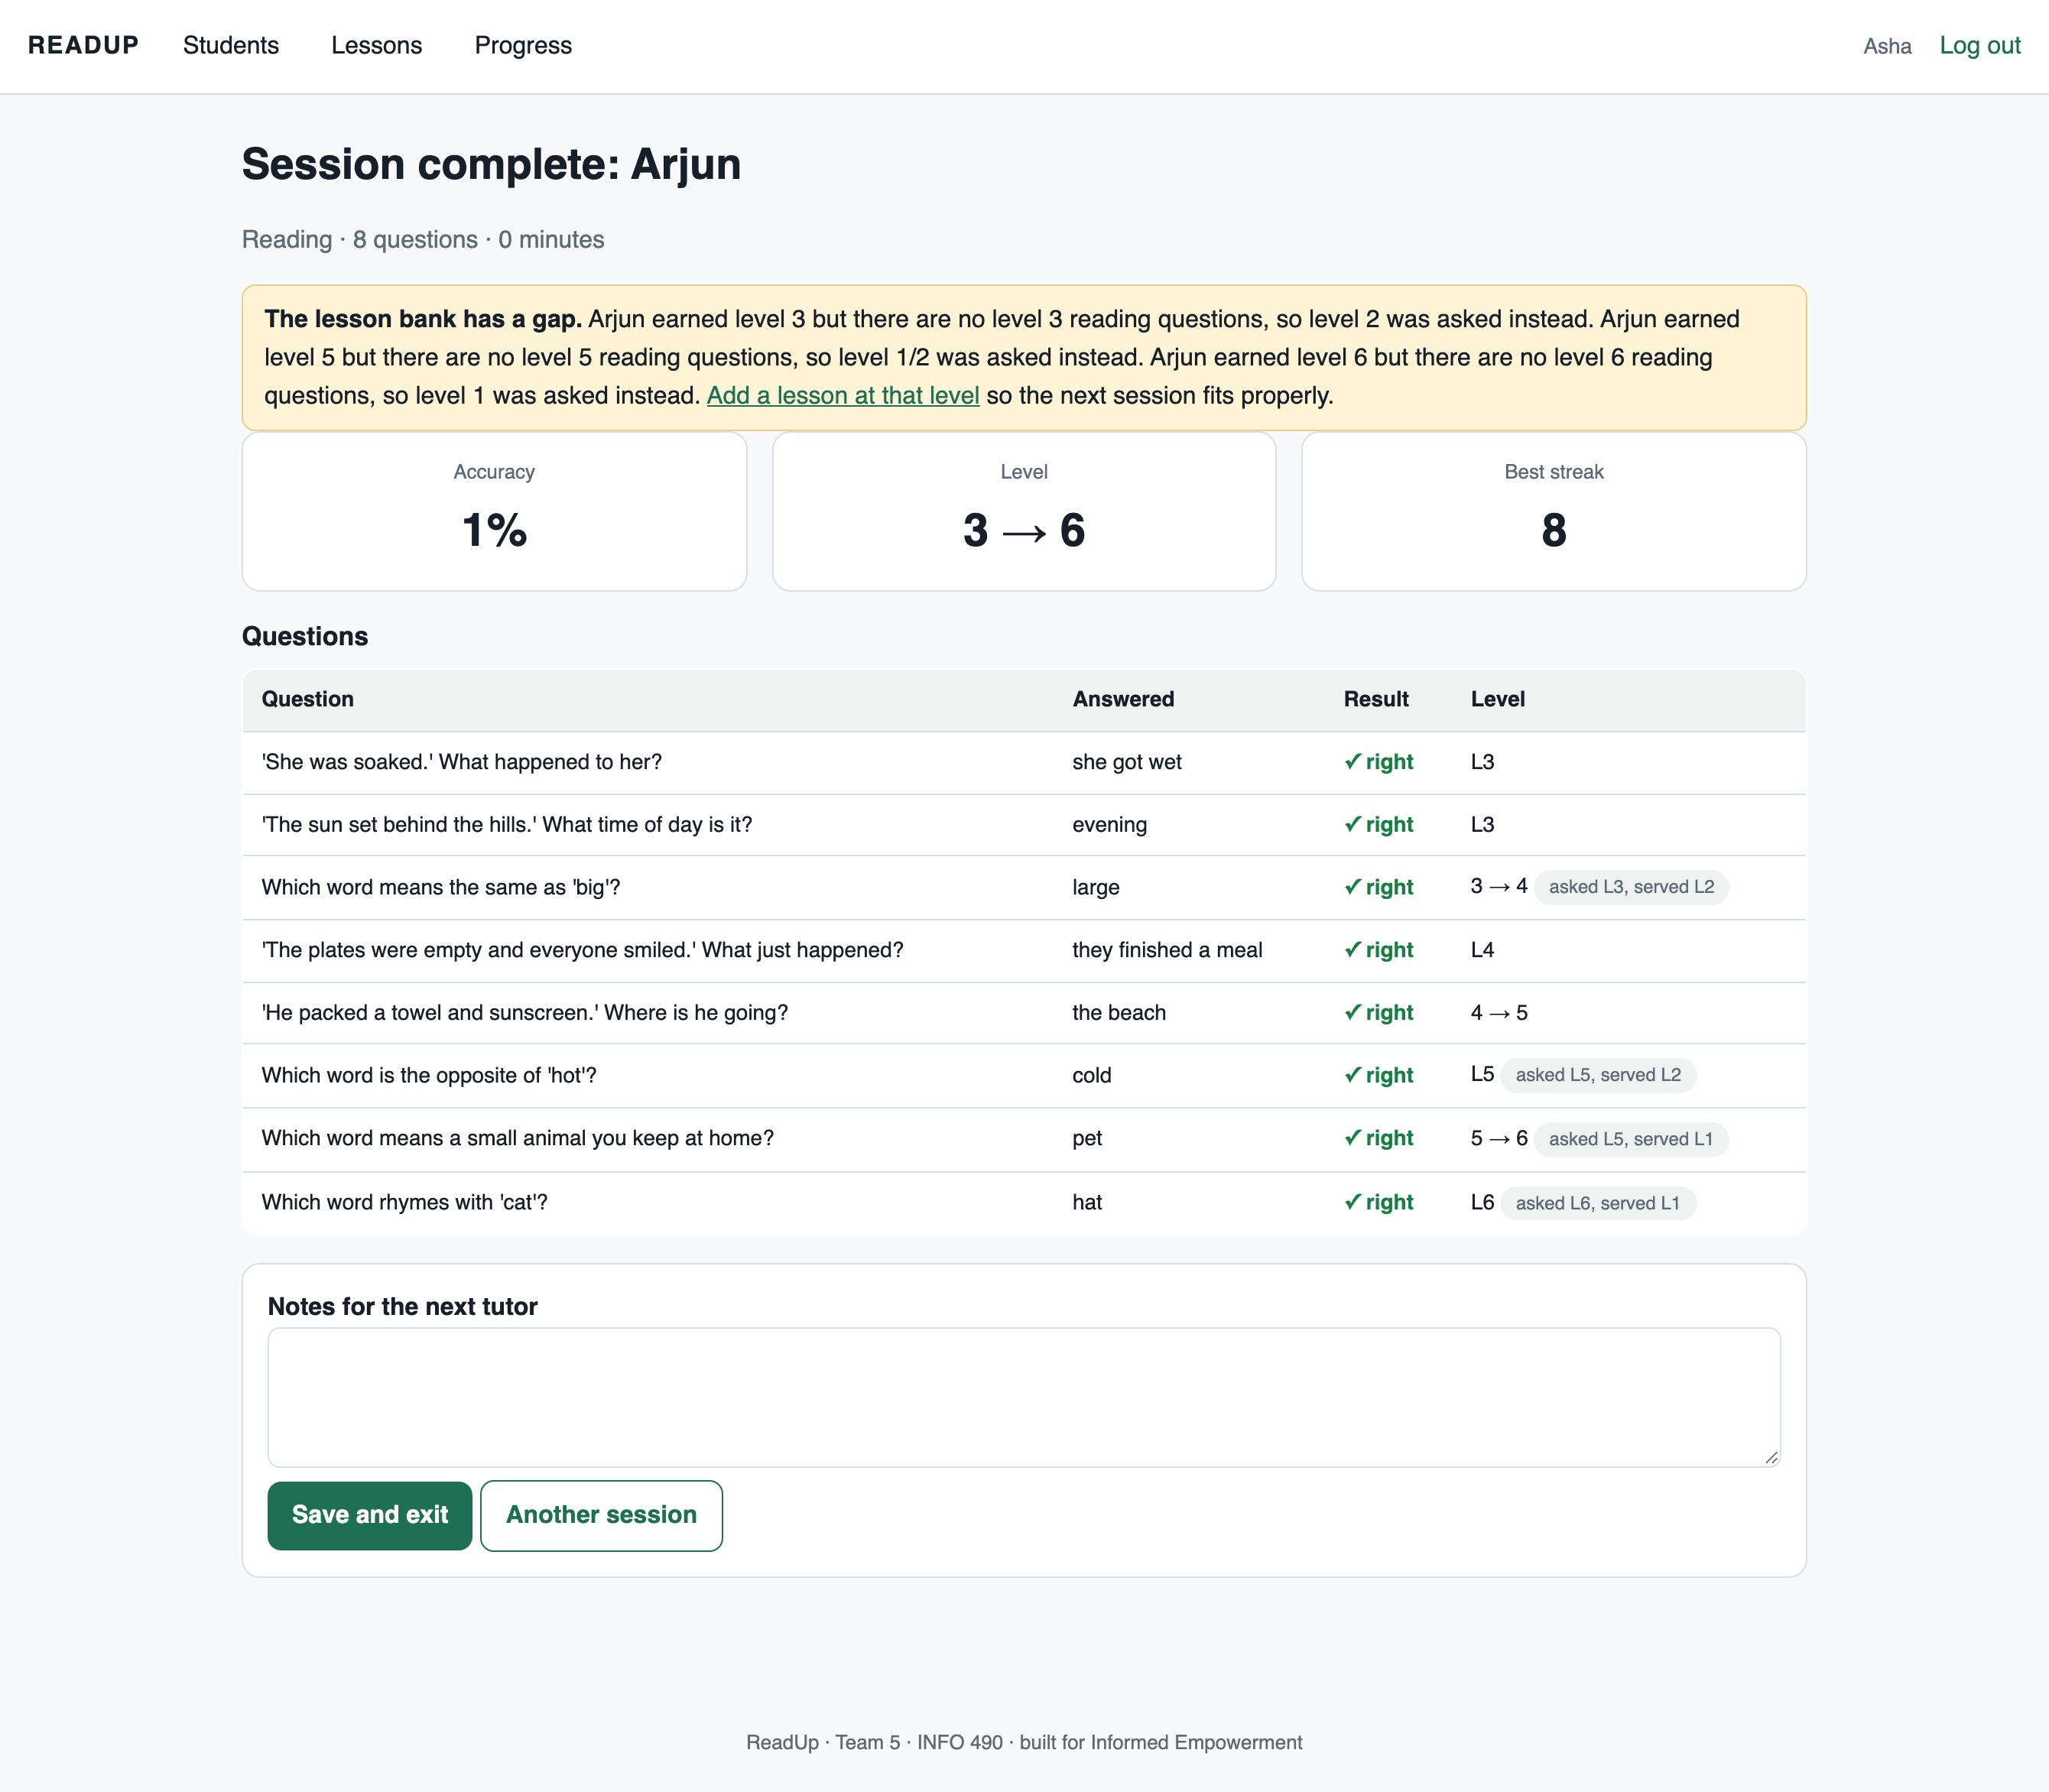 READUP Students Lessons Progress Asha Log out
Session complete: Arjun
Reading · 8 questions · 0 minutes
The lesson bank has a gap. Arjun earned level 3 but there are no level 3 reading questions, so level 2 was asked instead. Arjun earned
level 5 but there are no level 5 reading questions, so level 1/2 was asked instead. Arjun earned level 6 but there are no level 6 reading
questions, so level 1 was asked instead. Add a lesson at that level so the next session fits properly.
Accuracy Level Best streak
1% 3 → 6 8
Questions
Question Answered Result Level
'She was soaked.' What happened to her? she got wet ✓ right L3
'The sun set behind the hills.' What time of day is it? evening ✓ right L3
Which word means the same as 'big'? large ✓ right 3 → 4 asked L3, served L2
'The plates were empty and everyone smiled.' What just happened? they finished a meal ✓ right L4
'He packed a towel and sunscreen.' Where is he going? the beach ✓ right 4 → 5
Which word is the opposite of 'hot'? cold ✓ right L5 asked L5, served L2
Which word means a small animal you keep at home? pet ✓ right 5 → 6 asked L5, served L1
Which word rhymes with 'cat'? hat ✓ right L6 asked L6, served L1
Notes for the next tutor
Save and exit Another session
ReadUp · Team 5 · INFO 490 · built for Informed Empowerment